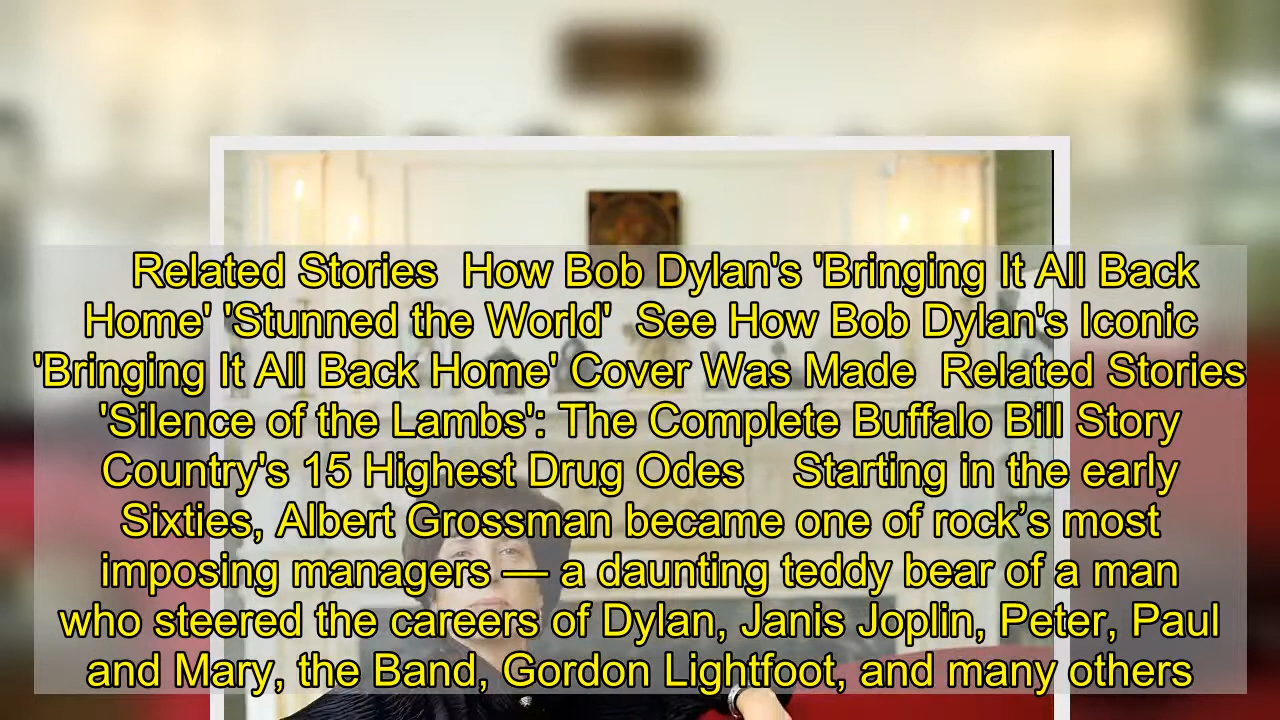 Related Stories  How Bob Dylan's 'Bringing It All Back
Home' 'Stunned the World'  See How Bob Dylan's Iconic
'Bringing It All Back Home' Cover Was Made  Related Stories
'Silence of the Lambs': The Complete Buffalo Bill Story
Country's 15 Highest Drug Odes    Starting in the early
Sixties, Albert Grossman became one of rock’s most
imposing managers — a daunting teddy bear of a man
who steered the careers of Dylan, Janis Joplin, Peter, Paul
and Mary, the Band, Gordon Lightfoot, and many others